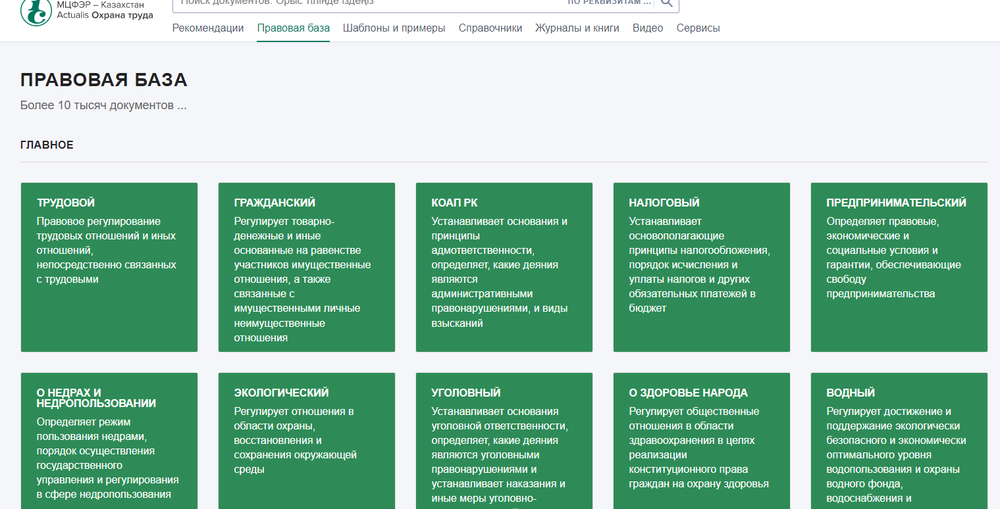 МЦФЭР – Казахстан
Actualis Охрана труда
Поиск документов. Орыс тілінде іздеңіз
ПО РЕКВИЗИТАМ ...
Рекомендации Правовая база Шаблоны и примеры Справочники Журналы и книги Видео Сервисы
ПРАВОВАЯ БАЗА
Более 10 тысяч документов ...
ГЛАВНОЕ
ТРУДОВОЙ
Правовое регулирование
трудовых отношений и иных
отношений,
непосредственно связанных
с трудовыми
ГРАЖДАНСКИЙ
Регулирует товарно-
денежные и иные
основанные на равенстве
участников имущественные
отношения, а также
связанные с
имущественными личные
неимущественные
отношения
КОАП РК
Устанавливает основания и
принципы
адмответственности,
определяет, какие деяния
являются
административными
правонарушениями, и виды
взысканий
НАЛОГОВЫЙ
Устанавливает
основополагающие
принципы налогообложения,
порядок исчисления и
уплаты налогов и других
обязательных платежей в
бюджет
ПРЕДПРИНИМАТЕЛЬСКИЙ
Определяет правовые,
экономические и
социальные условия и
гарантии, обеспечивающие
свободу
предпринимательства
О НЕДРАХ И
НЕДРОПОЛЬЗОВАНИИ
Определяет режим
пользования недрами,
порядок осуществления
государственного
управления и регулирования
в сфере недропользования
ЭКОЛОГИЧЕСКИЙ
Регулирует отношения в
области охраны,
восстановления и
сохранения окружающей
среды
УГОЛОВНЫЙ
Устанавливает основания
уголовной ответственности,
определяет, какие деяния
являются уголовными
правонарушениями и
устанавливает наказания и
иные меры уголовно-
О ЗДОРОВЬЕ НАРОДА
Регулирует общественные
отношения в области
здравоохранения в целях
реализации
конституционного права
граждан на охрану здоровья
ВОДНЫЙ
Регулирует достижение и
поддержание экологически
безопасного и экономически
оптимального уровня
водопользования и охраны
водного фонда,
водоснабжения и